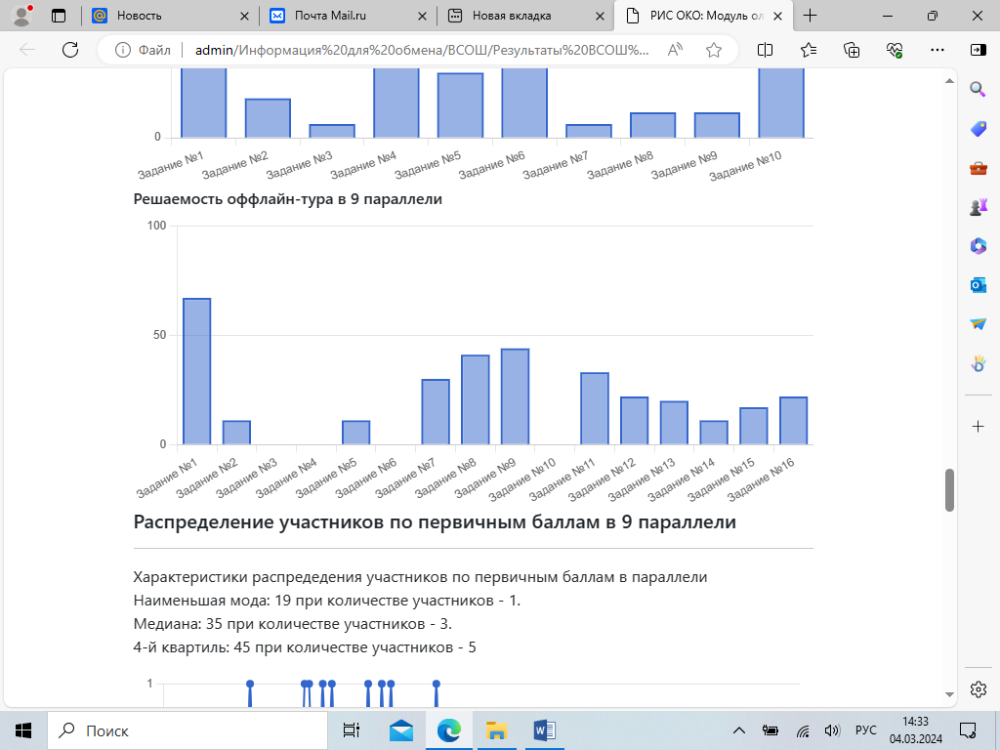 Новость
Почта Mail.ru
Новая вкладка
РИС ОКО: Модуль ол
Файл
admin/Информация%20для%20обмена/ВСОШ/Результаты%20ВСОШ%...
0
Задание №1 Задание №2 Задание №3 Задание №4 Задание №5 Задание №6 Задание №7 Задание №8 Задание №9 Задание №10
Решаемость оффлайн-тура в 9 параллели
100
50
0
Задание №1 Задание №2 Задание №3 Задание №4 Задание №5 Задание №6 Задание №7 Задание №8 Задание №9 Задание №10 Задание №11 Задание №12 Задание №13 Задание №14 Задание №15 Задание №16
Распределение участников по первичным баллам в 9 параллели
Характеристики распредедения участников по первичным баллам в параллели
Наименьшая мода: 19 при количестве участников - 1.
Медиана: 35 при количестве участников - 3.
4-й квартиль: 45 при количестве участников - 5
1
Поиск
РУС
14:33
04.03.2024